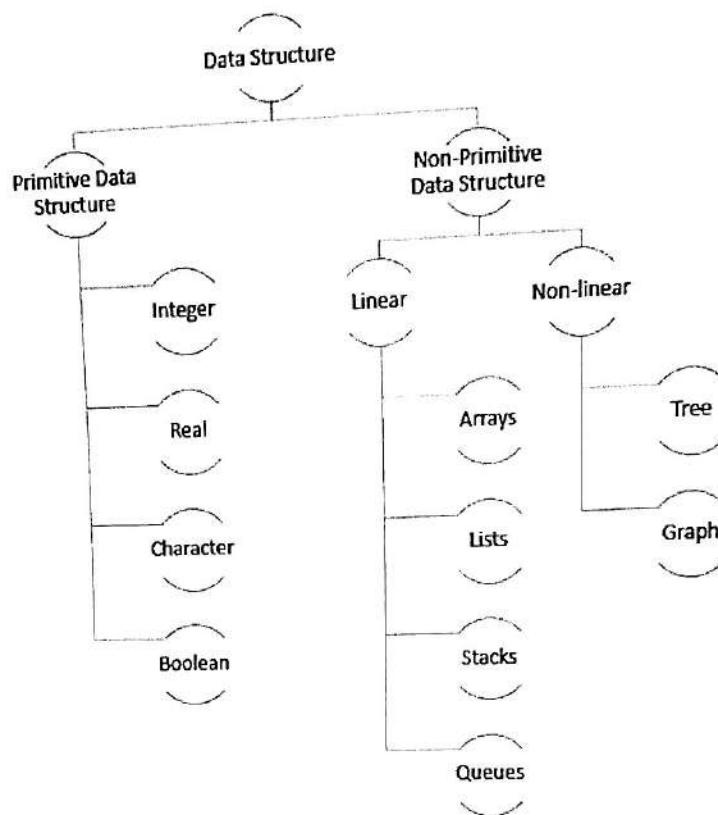 Data Structure
Primitive Data
Structure
Non-Primitive
Data Structure
Integer
Real
Character
Boolean
Linear
Non-linear
Arrays
Lists
Stacks
Queues
Tree
Graph